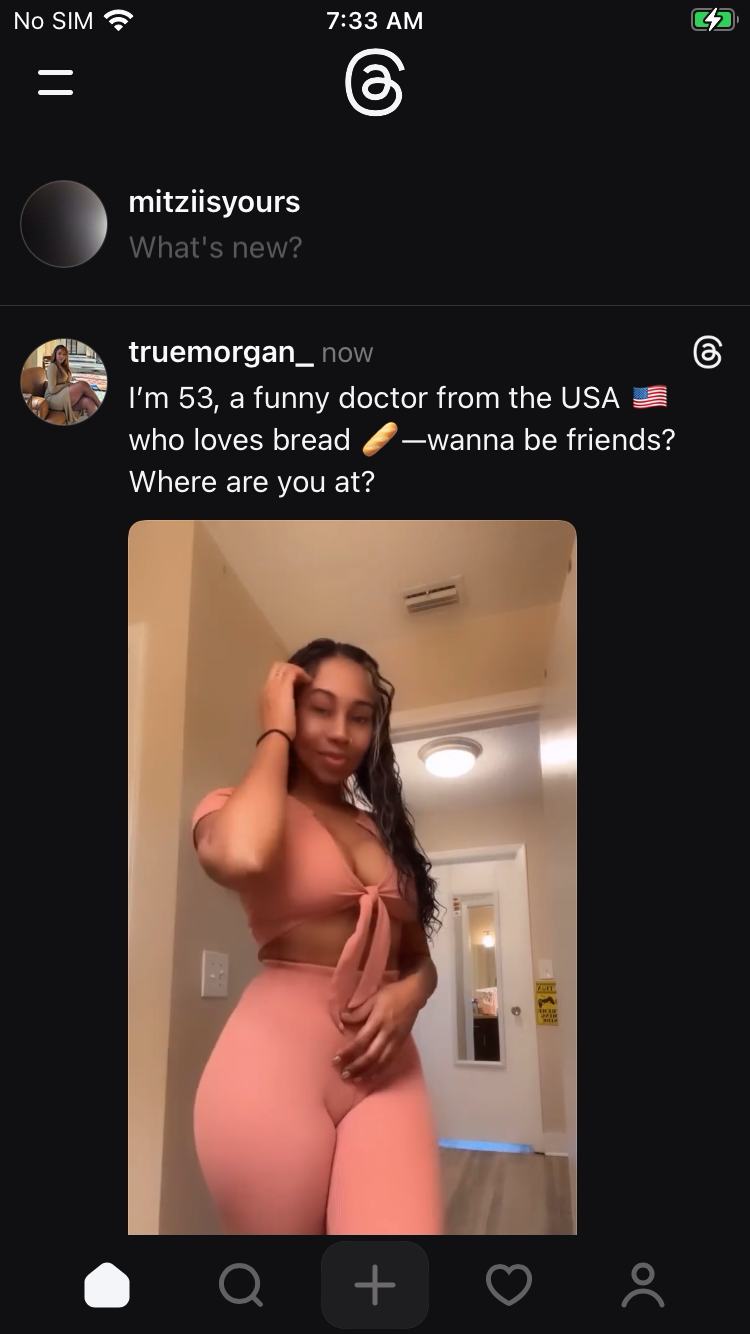 No SIM 7:33 AM
mitziisyours
What's new?
truemorgan_ now
I’m 53, a funny doctor from the USA 🇺🇸
who loves bread 🥖—wanna be friends?
Where are you at?